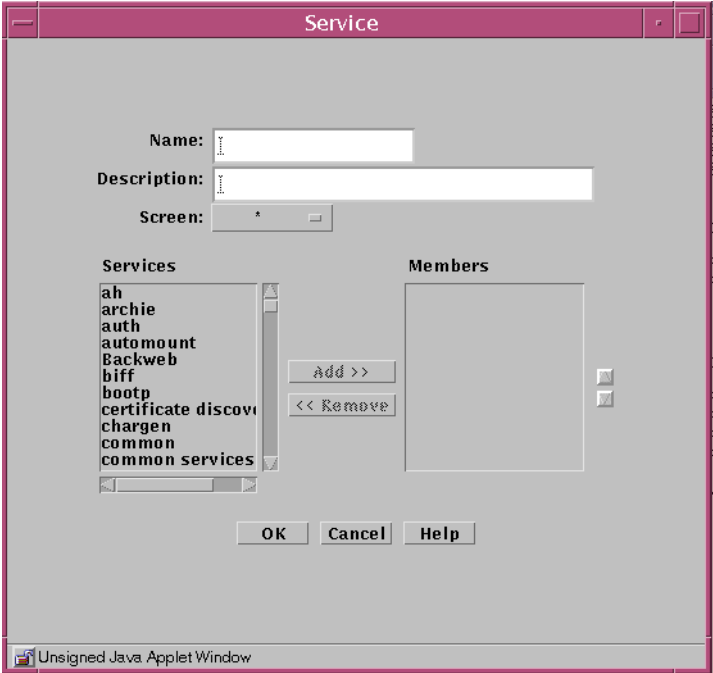 Service
Name:
Description:
Screen: *
Services
Members
ah
archie
auth
automount
Backweb
biff
bootp
certificate discov
chargen
common
common services
Add >>
<< Remove
OK Cancel Help
Unsigned Java Applet Window